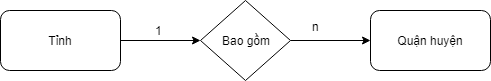 Tỉnh
1
Bao gồm
n
Quận huyện